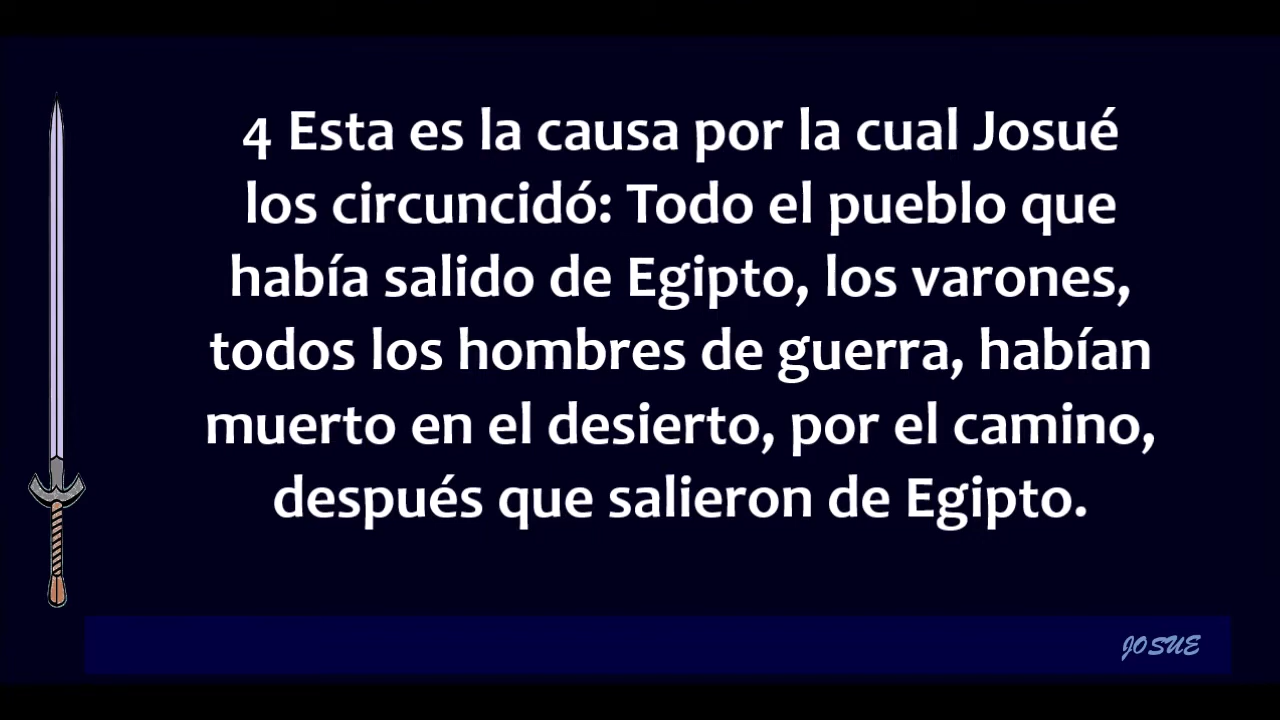 4 Esta es la causa por la cual Josué
los circuncidó: Todo el pueblo que
había salido de Egipto, los varones,
todos los hombres de guerra, habían
muerto en el desierto, por el camino,
después que salieron de Egipto.
JOSUE